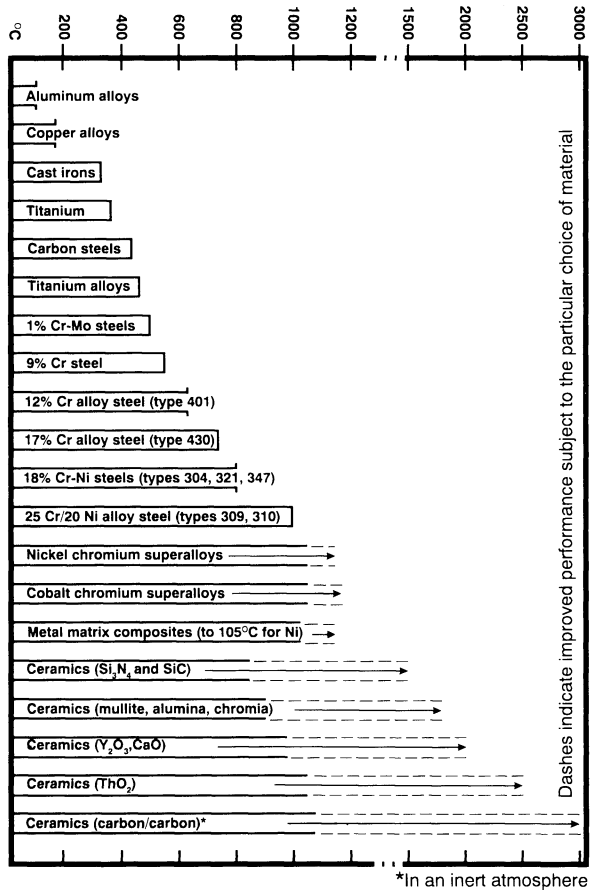 °C 200 400 600 800 1000 1200 1500 2000 2500 3000
Aluminum alloys
Copper alloys
Cast irons
Titanium
Carbon steels
Titanium alloys
1% Cr-Mo steels
9% Cr steel
12% Cr alloy steel (type 401)
17% Cr alloy steel (type 430)
18% Cr-Ni steels (types 304, 321, 347)
25 Cr/20 Ni alloy steel (types 309, 310)
Nickel chromium superalloys
Cobalt chromium superalloys
Metal matrix composites (to 105°C for Ni)
Ceramics (Si₃N₄ and SiC)
Ceramics (mullite, alumina, chromia)
Ceramics (Y₂O₃,CaO)
Ceramics (ThO₂)
Ceramics (carbon/carbon)*
Dashes indicate improved performance subject to the particular choice of material
*In an inert atmosphere